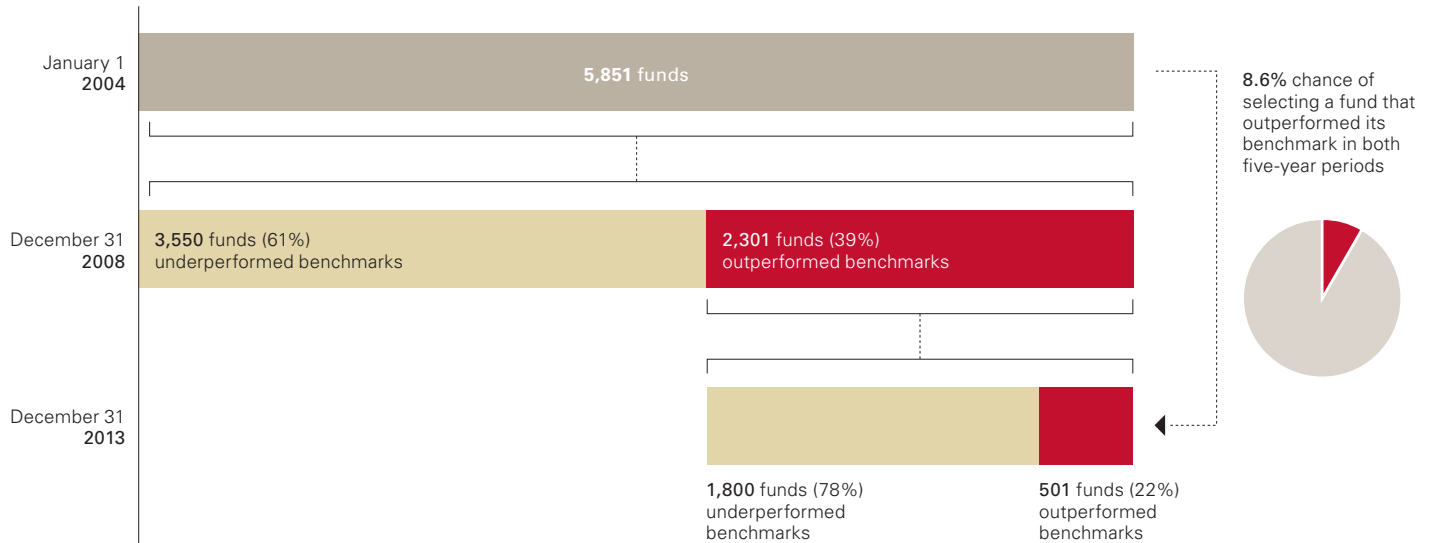 January 1
2004
5,851 funds
8.6% chance of
selecting a fund that
outperformed its
benchmark in both
five-year periods
December 31
2008
3,550 funds (61%)
underperformed benchmarks
2,301 funds (39%)
outperformed benchmarks
December 31
2013
1,800 funds (78%)
underperformed
benchmarks
501 funds (22%)
outperformed
benchmarks